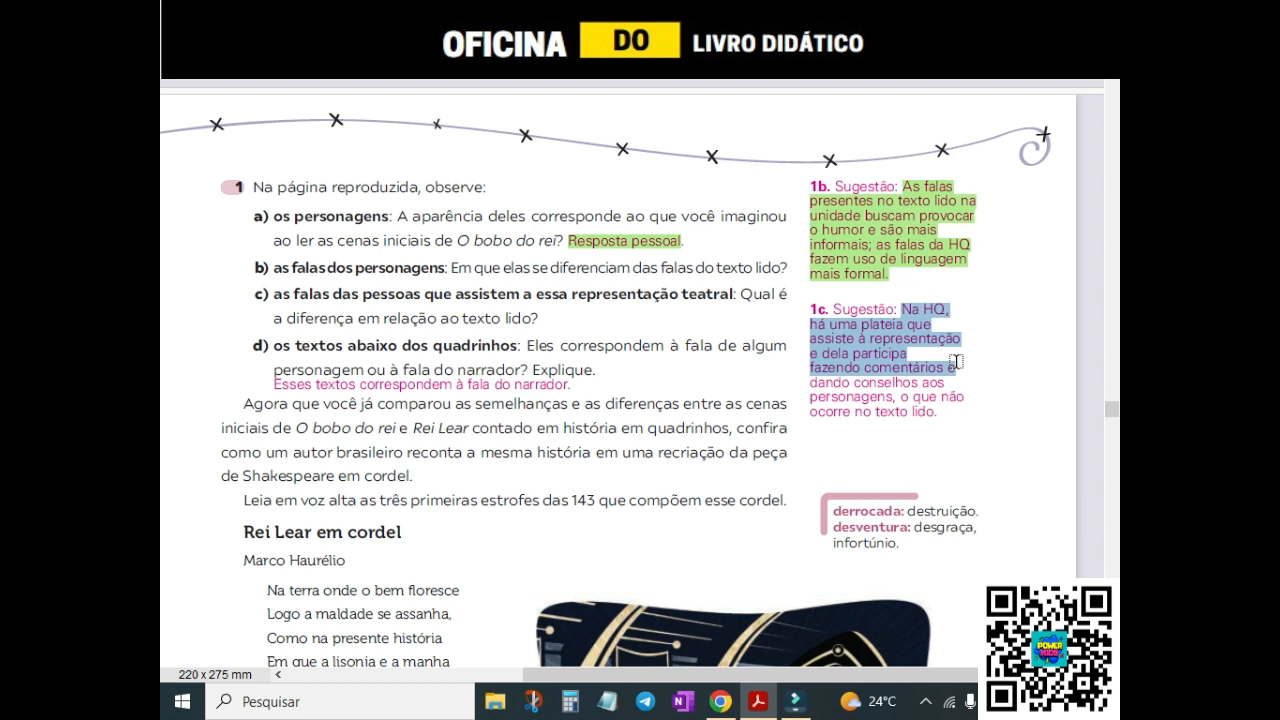 OFICINA DO LIVRO DIDÁTICO
1 Na página reproduzida, observe:
a) os personagens: A aparência deles corresponde ao que você imaginou
ao ler as cenas iniciais de O bobo do rei? Resposta pessoal.
b) as falas dos personagens: Em que elas se diferenciam das falas do texto lido?
c) as falas das pessoas que assistem a essa representação teatral: Qual é
a diferença em relação ao texto lido?
d) os textos abaixo dos quadrinhos: Eles correspondem à fala de algum
personagem ou à fala do narrador? Explique.
Esses textos correspondem à fala do narrador.
Agora que você já comparou as semelhanças e as diferenças entre as cenas
iniciais de O bobo do rei e Rei Lear contado em história em quadrinhos, confira
como um autor brasileiro reconta a mesma história em uma recriação da peça
de Shakespeare em cordel.
Leia em voz alta as três primeiras estrofes das 143 que compõem esse cordel.
Rei Lear em cordel
Marco Haurélio
Na terra onde o bem floresce
Logo a maldade se assanha,
Como na presente história
Em que a lisonja e a manha
1b. Sugestão: As falas
presentes no texto lido na
unidade buscam provocar
o humor e são mais
informais; as falas da HQ
fazem uso de linguagem
mais formal.
1c. Sugestão: Na HQ,
há uma plateia que
assiste à representação
e dela participa
fazendo comentários e
dando conselhos aos
personagens, o que não
ocorre no texto lido.
derrocada: destruição.
desventura: desgraça,
infortúnio.
POWER
KIDS
220 x 275 mm
Pesquisar
24°C